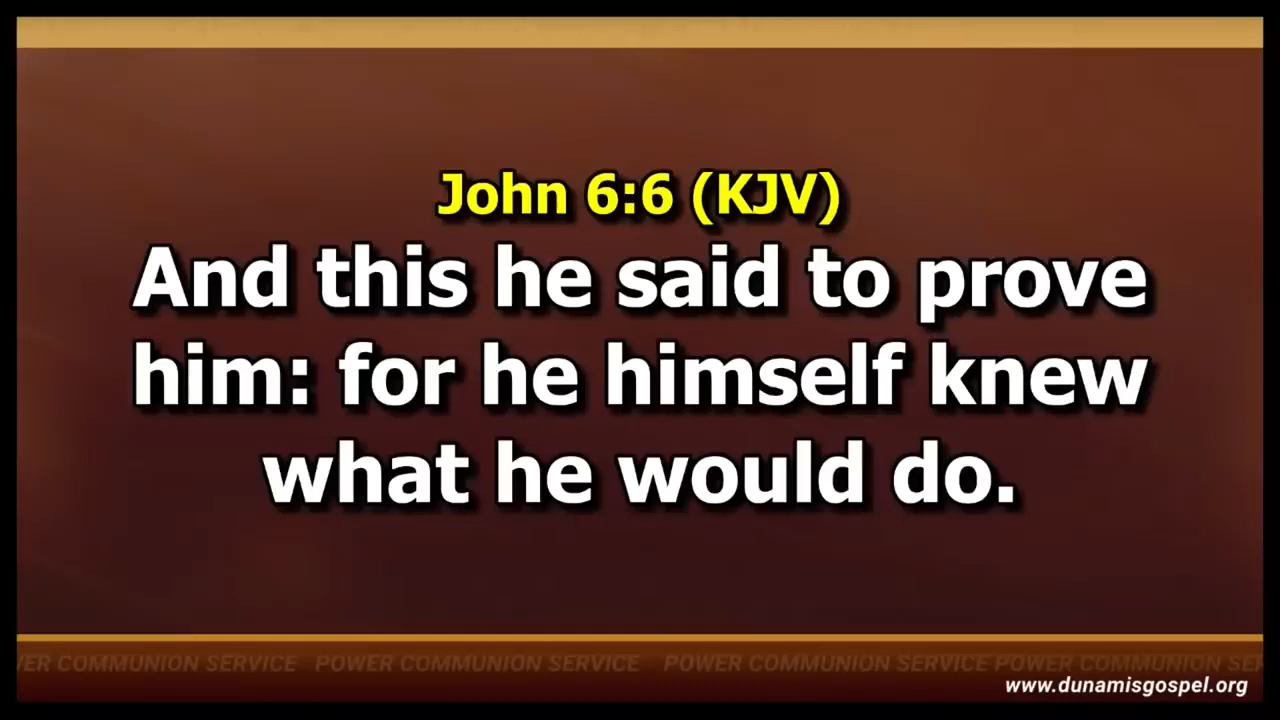 John 6:6 (KJV)
And this he said to prove
him: for he himself knew
what he would do.
VER COMMUNION SERVICE POWER COMMUNION SERVICE POWER COMMUNION SERVICE POWER COMMUNION SER
www.dunamisgospel.org